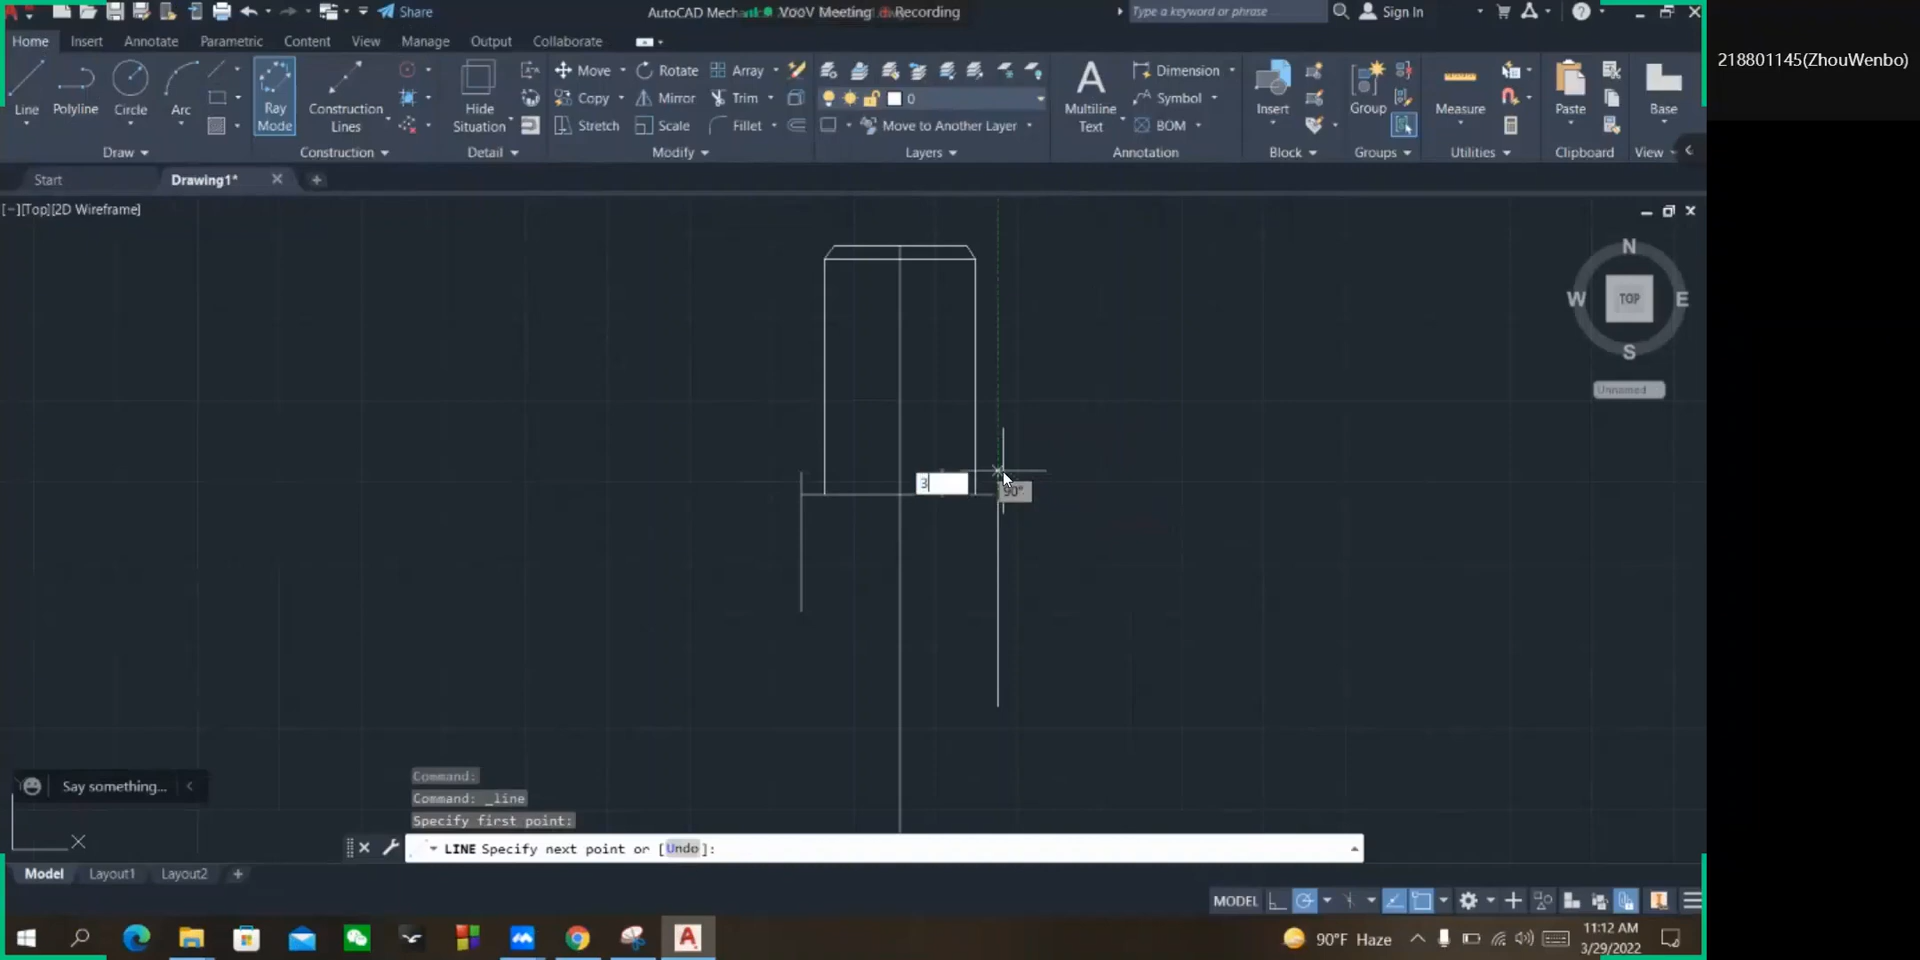 Share
AutoCAD Mech
VooV Meeting
Recording
Type a keyword or phrase
Sign In
218801145(ZhouWenbo)
Home
Insert
Annotate
Parametric
Content
View
Manage
Output
Collaborate
Line
Polyline
Circle
Arc
Ray
Mode
Construction
Lines
Hide
Situation
Move
Rotate
Array
Copy
Mirror
Trim
Stretch
Scale
Fillet
0
Move to Another Layer
Multiline
Text
Dimension
Symbol
BOM
Insert
Group
Measure
Paste
Base
Draw
Construction
Detail
Modify
Layers
Annotation
Block
Groups
Utilities
Clipboard
View
Start
Drawing1*
[−][Top][2D Wireframe]
N
W
TOP
E
S
Unnamed
3
90°
Say something...
Command:
Command: _line
Specify first point:
LINE Specify next point or [Undo]:
Model
Layout1
Layout2
MODEL
90°F Haze
11:12 AM
3/29/2022